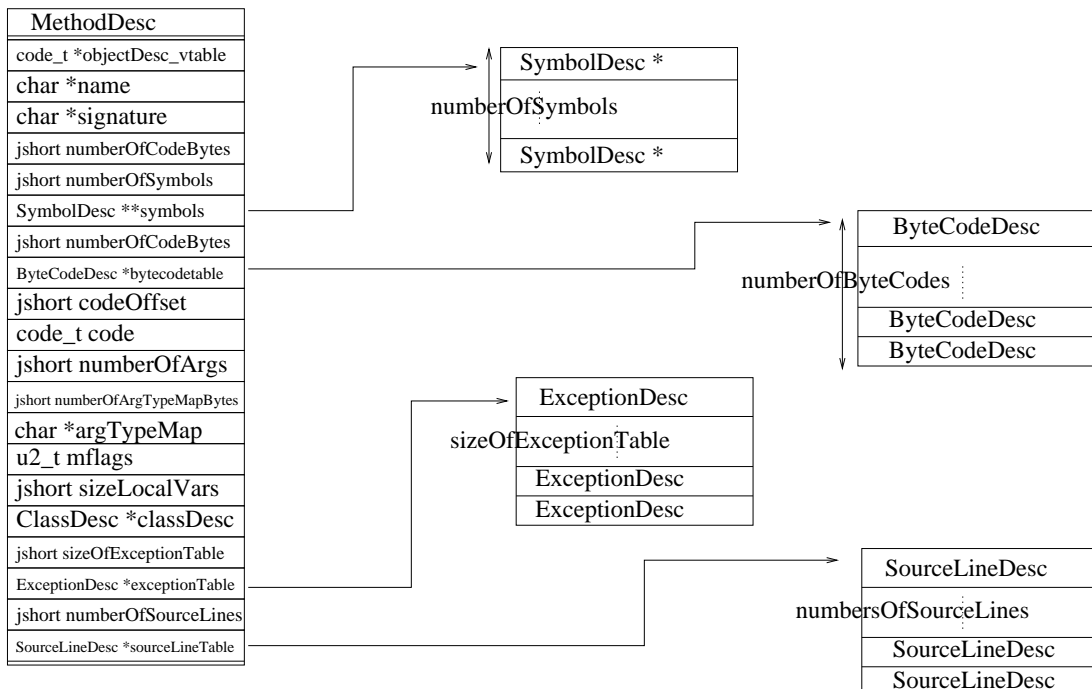 MethodDesc
code_t *objectDesc_vtable
char *name
char *signature
jshort numberOfCodeBytes
jshort numberOfSymbols
SymbolDesc **symbols
jshort numberOfCodeBytes
ByteCodeDesc *bytecodetable
jshort codeOffset
code_t code
jshort numberOfArgs
jshort numberOfArgTypeMapBytes
char *argTypeMap
u2_t mflags
jshort sizeLocalVars
ClassDesc *classDesc
jshort sizeOfExceptionTable
ExceptionDesc *exceptionTable
jshort numberOfSourceLines
SourceLineDesc *sourceLineTable
SymbolDesc *
numberOfSymbols
SymbolDesc *
ByteCodeDesc
numberOfByteCodes
ByteCodeDesc
ByteCodeDesc
ExceptionDesc
sizeOfExceptionTable
ExceptionDesc
ExceptionDesc
SourceLineDesc
numbersOfSourceLines
SourceLineDesc
SourceLineDesc